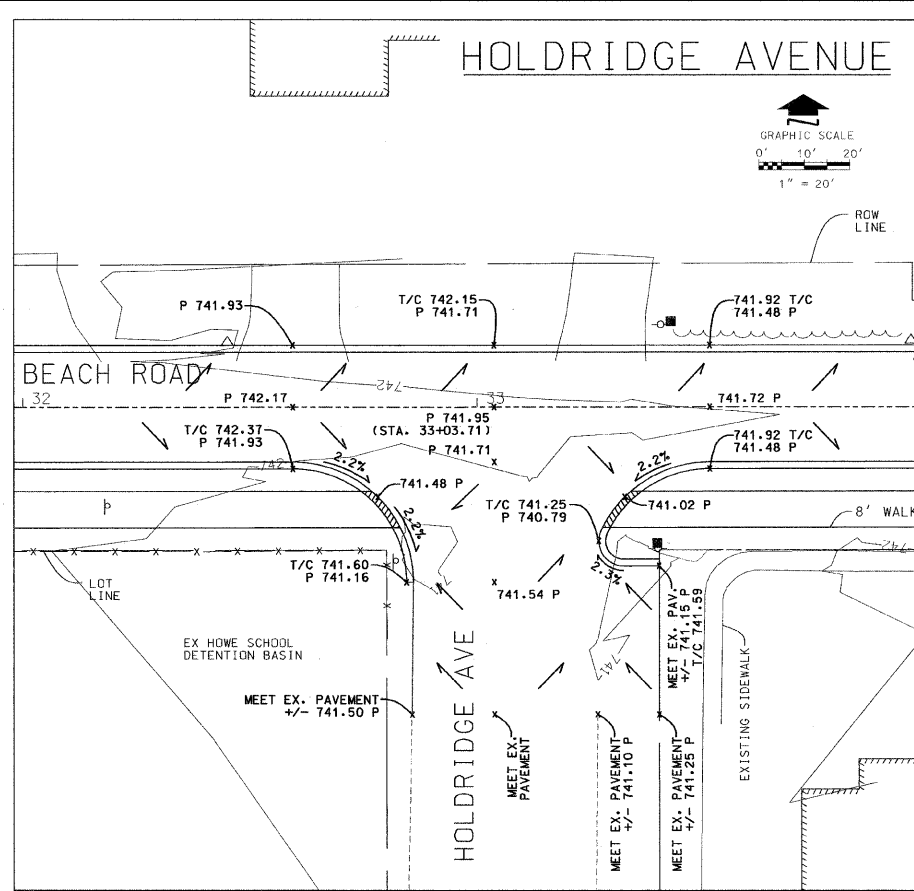 HOLDRIDGE AVENUE
GRAPHIC SCALE
0' 10' 20'
1" = 20'
ROW
LINE
P 741.93
T/C 742.15
P 741.71
741.92 T/C
741.48 P
BEACH ROAD
742
32
33
P 742.17
P 741.95
(STA. 33+03.71)
P 741.71
741.72 P
T/C 742.37
P 741.93
741.92 T/C
741.48 P
742
2.2%
2.2%
741.48 P
T/C 741.25
P 740.79
741.02 P
8' WALK
2.2%
742
T/C 741.60
P 741.16
741.54 P
2.3%
LOT
LINE
EX HOWE SCHOOL
DETENTION BASIN
MEET EX. PAV.
+/- 741.15 P
T/C 741.59
741
MEET EX. PAVEMENT
+/- 741.50 P
HOLDRIDGE AVE
MEET EX.
PAVEMENT
MEET EX. PAVEMENT
+/- 741.10 P
MEET EX. PAVEMENT
+/- 741.25 P
EXISTING SIDEWALK